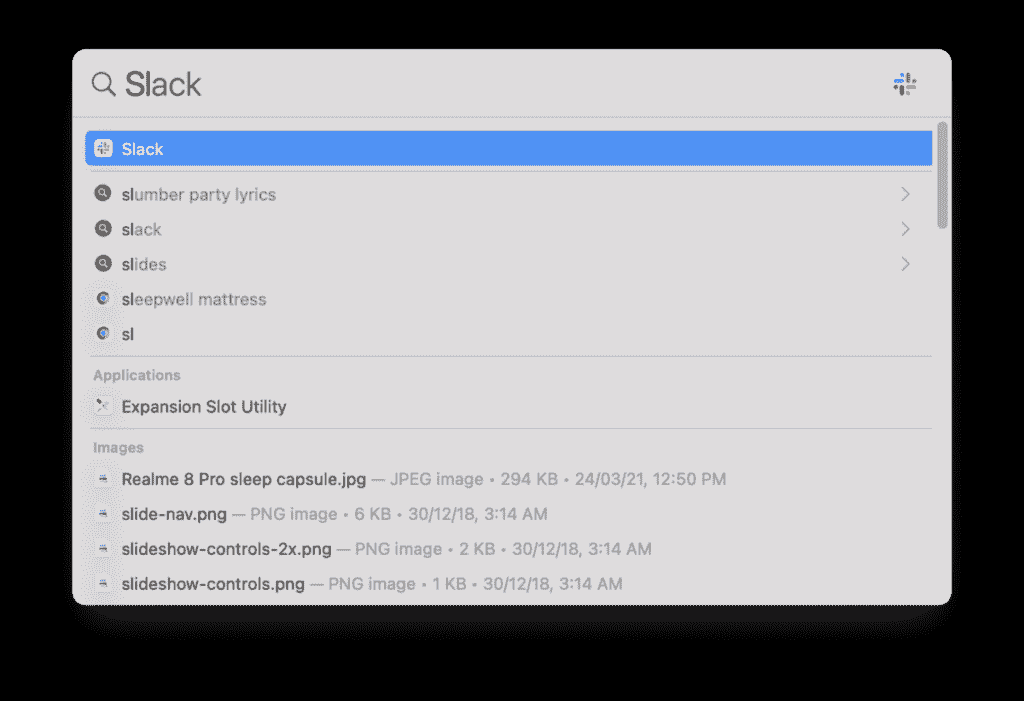 Slack
Slack
slumber party lyrics
slack
slides
sleepwell mattress
sl
Applications
Expansion Slot Utility
Images
Realme 8 Pro sleep capsule.jpg — JPEG image • 294 KB • 24/03/21, 12:50 PM
slide-nav.png — PNG image • 6 KB • 30/12/18, 3:14 AM
slideshow-controls-2x.png — PNG image • 2 KB • 30/12/18, 3:14 AM
slideshow-controls.png — PNG image • 1 KB • 30/12/18, 3:14 AM